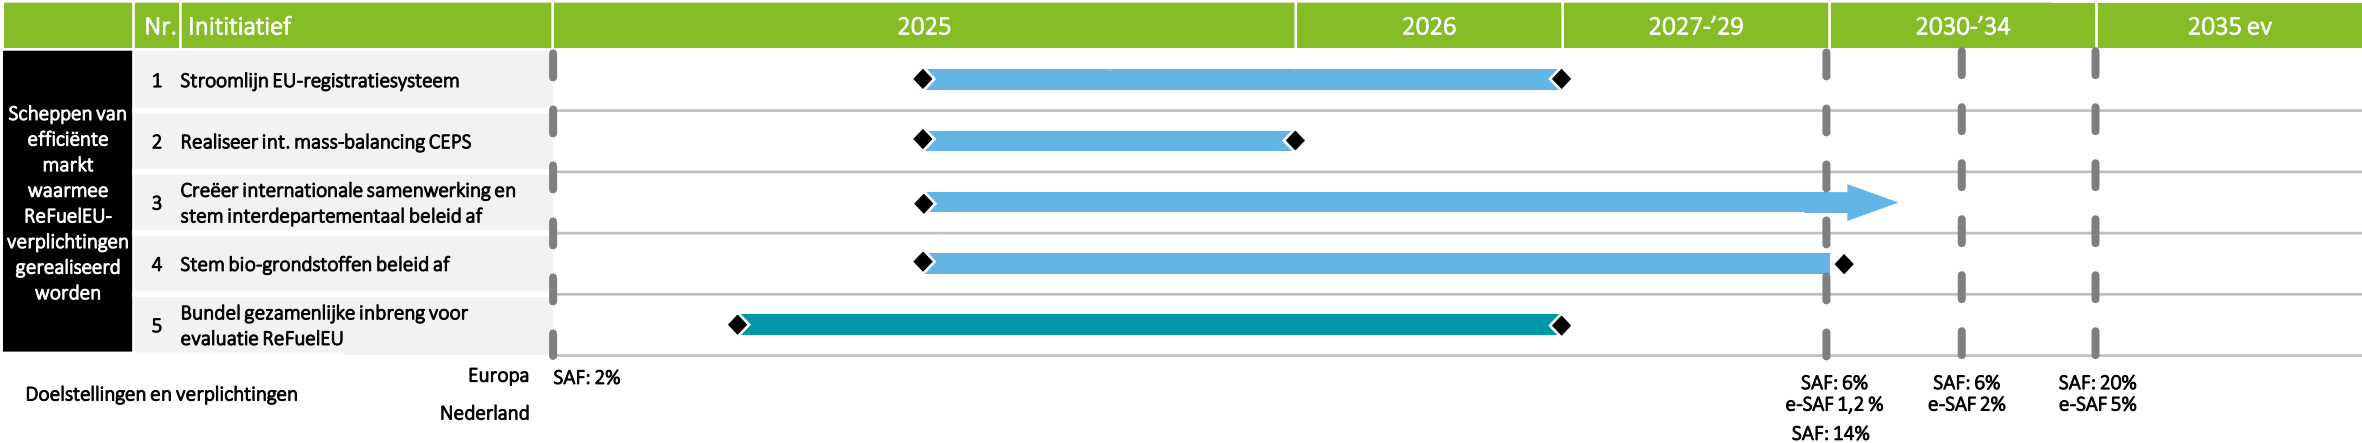 Nr. Inititiatief 2025 2026 2027-’29 2030-’34 2035 ev
Scheppen van
efficiënte
markt
waarmee
ReFuelEU-
verplichtingen
gerealiseerd
worden
1 Stroomlijn EU-registratiesysteem
2 Realiseer int. mass-balancing CEPS
3 Creëer internationale samenwerking en
stem interdepartementaal beleid af
4 Stem bio-grondstoffen beleid af
5 Bundel gezamenlijke inbreng voor
evaluatie ReFuelEU
Doelstellingen en verplichtingen
Europa SAF: 2% SAF: 6% SAF: 6% SAF: 20%
e-SAF 1,2 % e-SAF 2% e-SAF 5%
Nederland
SAF: 14%